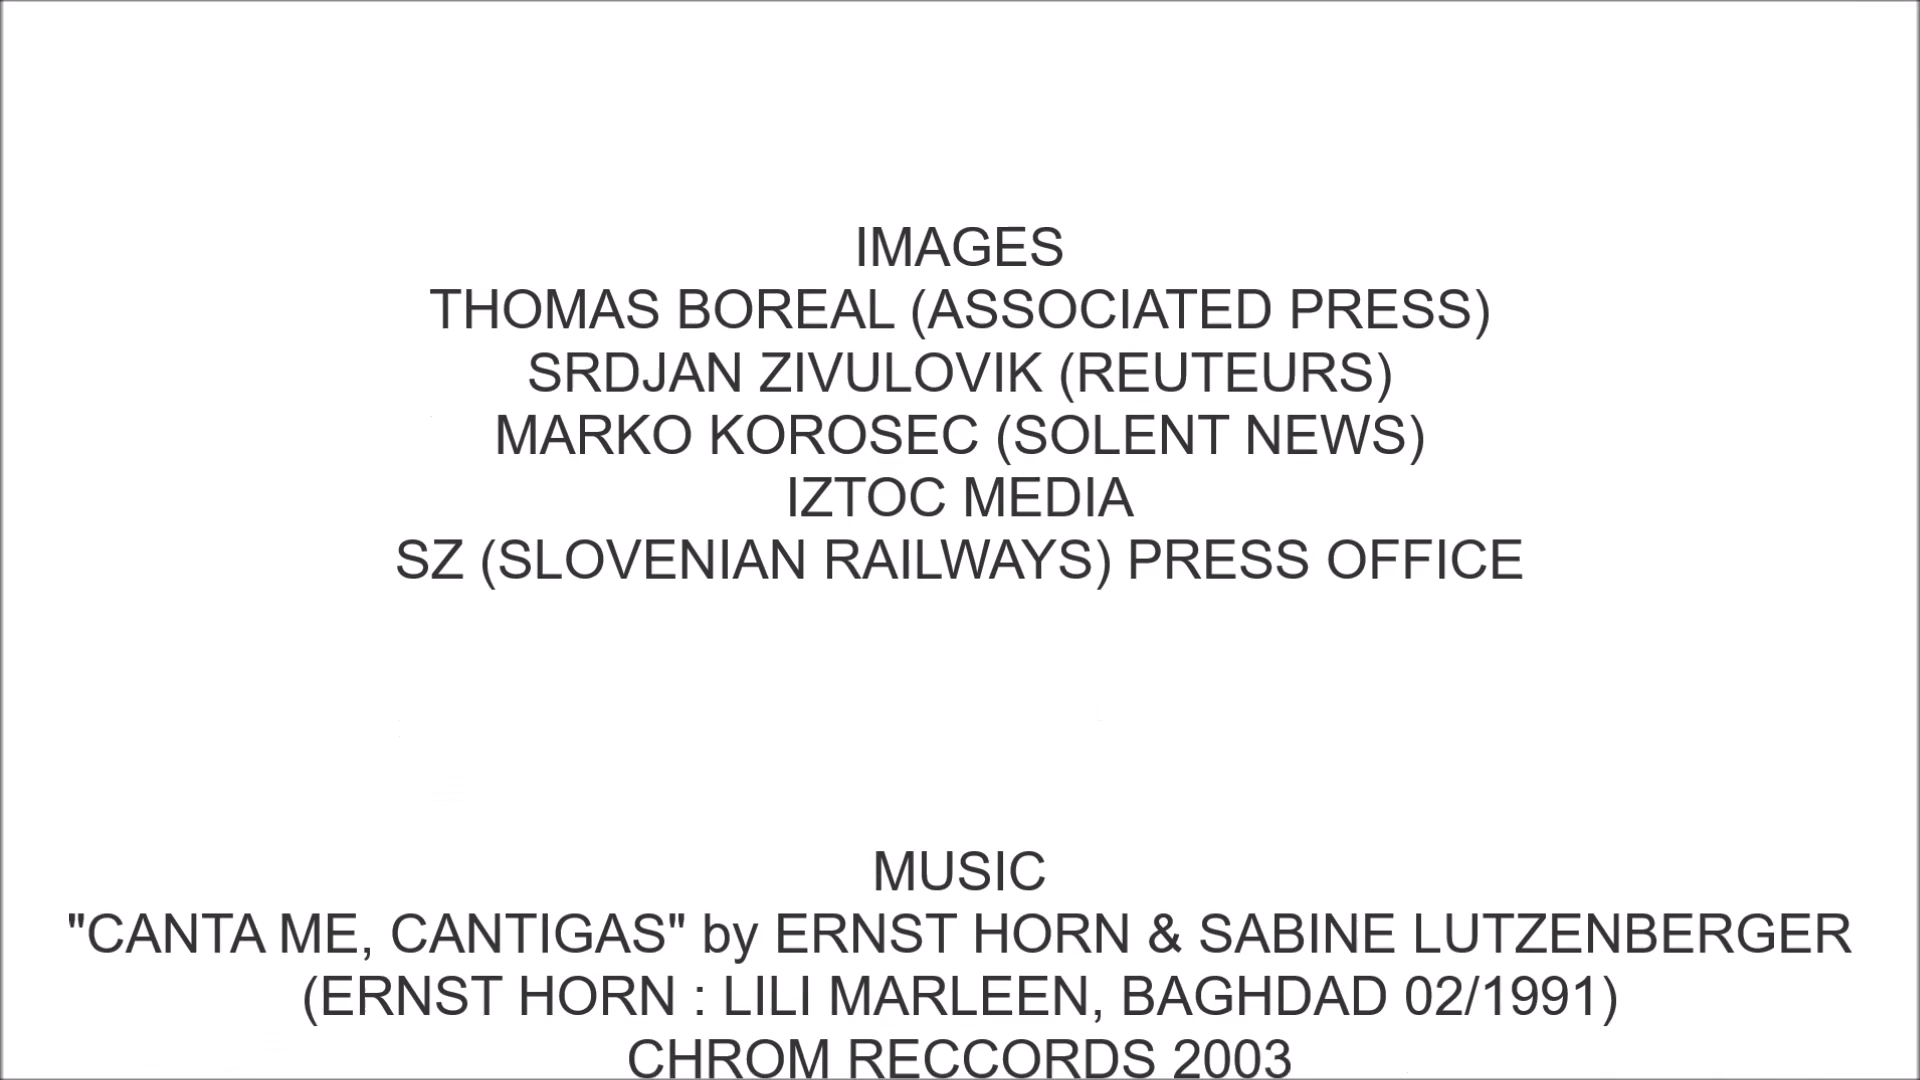 IMAGES
THOMAS BOREAL (ASSOCIATED PRESS)
SRDJAN ZIVULOVIK (REUTEURS)
MARKO KOROSEC (SOLENT NEWS)
IZTOC MEDIA
SZ (SLOVENIAN RAILWAYS) PRESS OFFICE
MUSIC
"CANTA ME, CANTIGAS" by ERNST HORN & SABINE LUTZENBERGER
(ERNST HORN : LILI MARLEEN, BAGHDAD 02/1991)
CHROM RECCORDS 2003